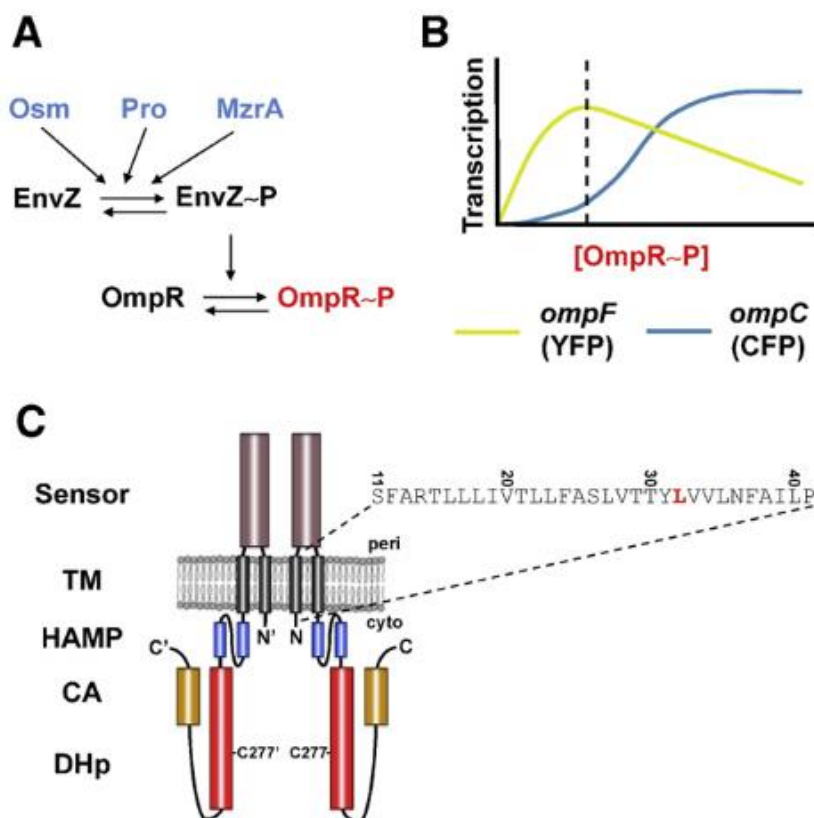 A
Osm Pro MzrA
EnvZ EnvZ~P
OmpR OmpR~P
B
Transcription
[OmpR~P]
ompF ompC
(YFP) (CFP)
C
Sensor
11 20 30 40
SFARTLLLIVTLLFASLVTTYLVVLNFAILP
peri
TM
cyto
HAMP
N' N
C' C
CA
C277' C277
DHp